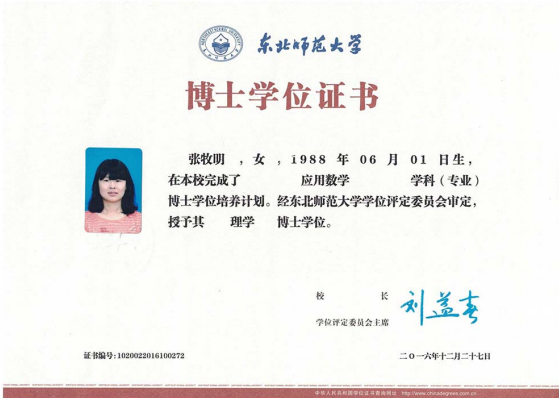 东北师范大学
博士学位证书
张牧明 ，女，1988 年 06 月 01 日生，
在本校完成了 应用数学 学科（专业）
博士学位培养计划。经东北师范大学学位评定委员会审定，
授予其 理学 博士学位。
校 长 刘益春
学位评定委员会主席
证书编号：1020022016100272
二〇一六年十二月二十七日
中华人民共和国学位证书查询网址 http://www.chinadegrees.com.cn